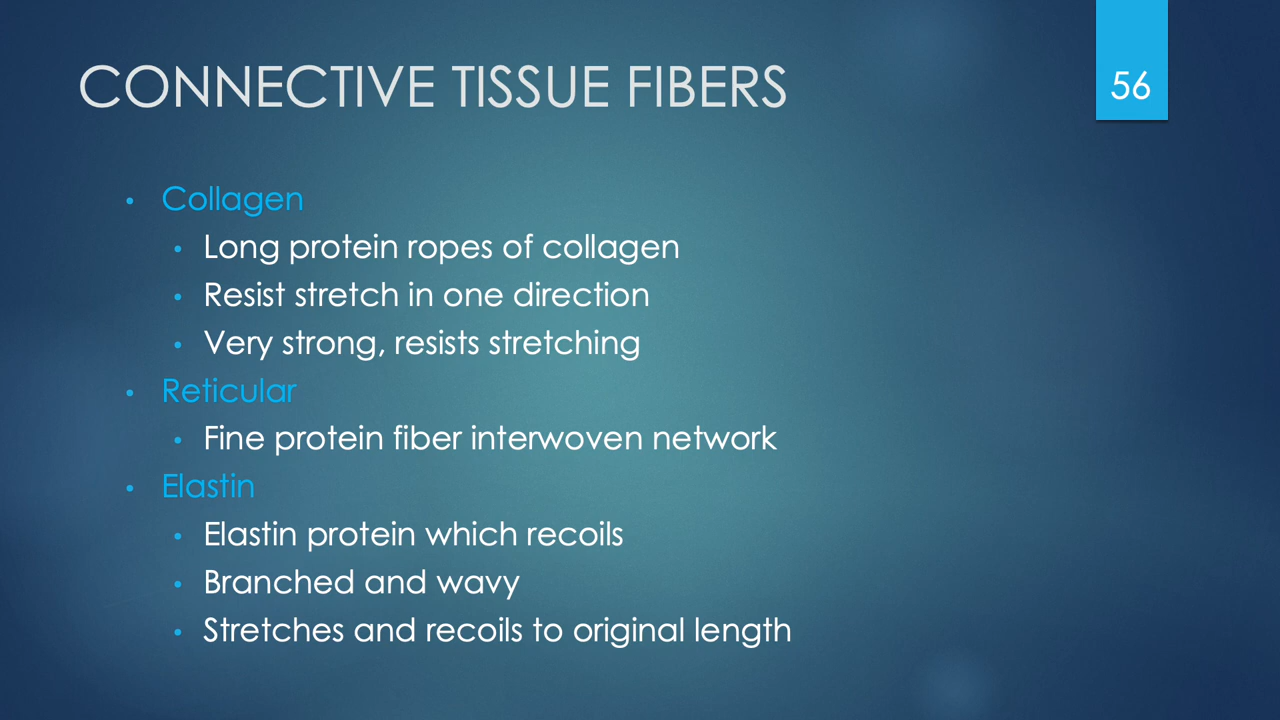 CONNECTIVE TISSUE FIBERS
56
• Collagen
• Long protein ropes of collagen
• Resist stretch in one direction
• Very strong, resists stretching
• Reticular
• Fine protein fiber interwoven network
• Elastin
• Elastin protein which recoils
• Branched and wavy
• Stretches and recoils to original length